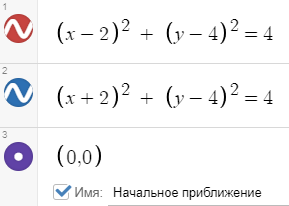 1
(x − 2)² + (y − 4)² = 4
2
(x + 2)² + (y − 4)² = 4
3
(0,0)
Имя: Начальное приближение